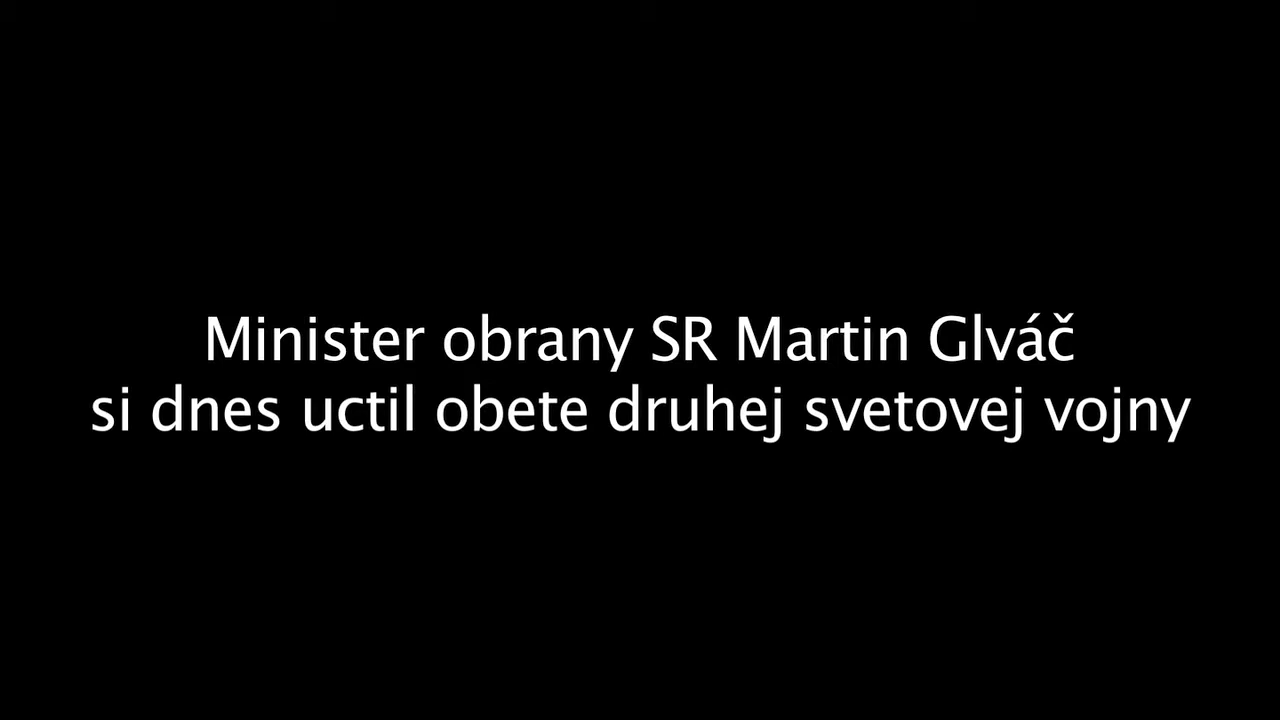 Minister obrany SR Martin Glváč
si dnes uctil obete druhej svetovej vojny